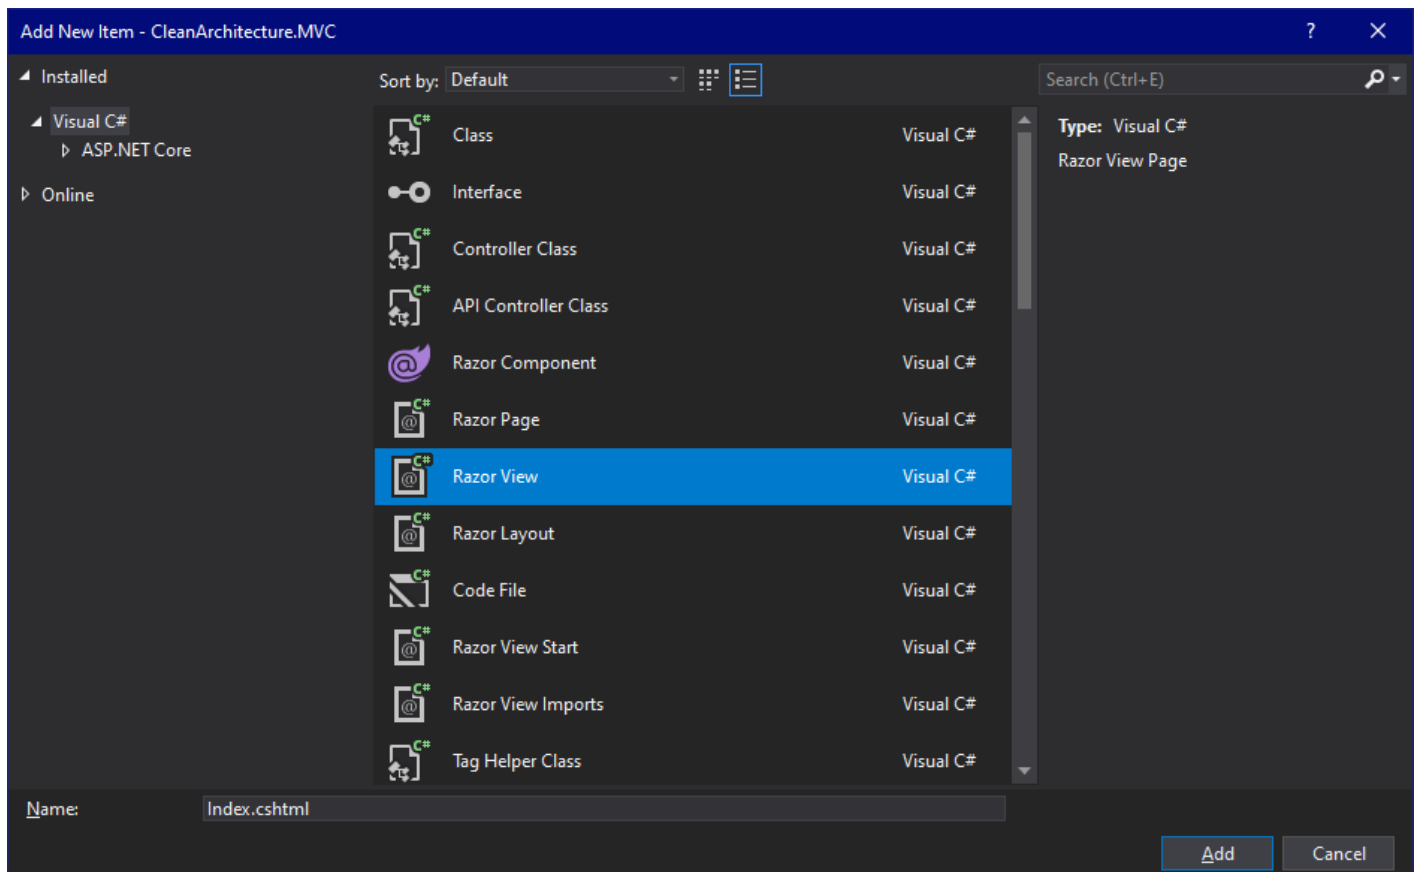 Add New Item - CleanArchitecture.MVC ?
Installed
Sort by: Default
Search (Ctrl+E)
Visual C#
ASP.NET Core
Online
C# Class Visual C#
Interface Visual C#
C# Controller Class Visual C#
C# API Controller Class Visual C#
@ Razor Component Visual C#
C# @ Razor Page Visual C#
C# @ Razor View Visual C#
C# @ Razor Layout Visual C#
C# Code File Visual C#
C# @ Razor View Start Visual C#
C# @ Razor View Imports Visual C#
C# Tag Helper Class Visual C#
Type: Visual C#
Razor View Page
Name: Index.cshtml
Add Cancel